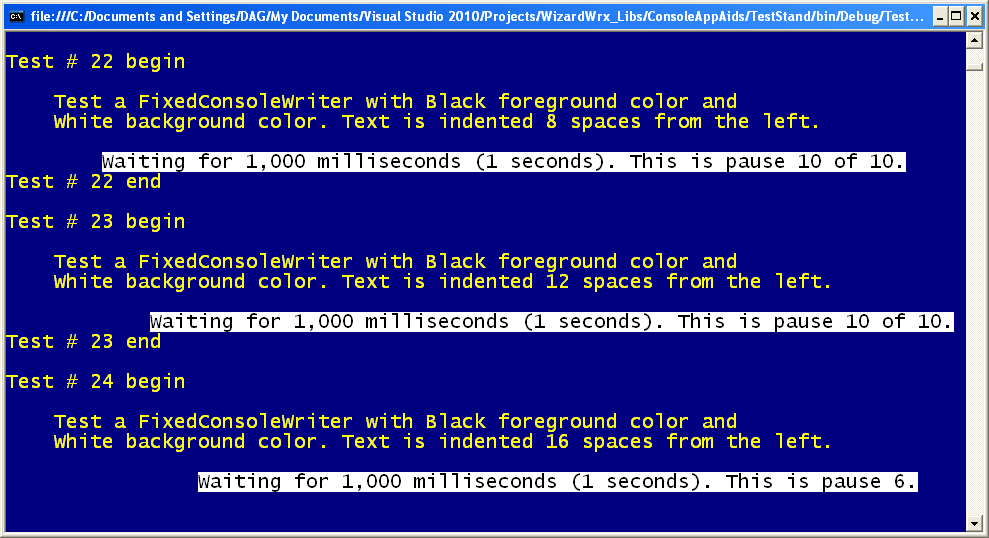 file:///C:/Documents and Settings/DAG/My Documents/Visual Studio 2010/Projects/WizardWrx_Libs/ConsoleAppAids/TestStand/bin/Debug/Test...
Test # 22 begin
Test a FixedConsoleWriter with Black foreground color and
White background color. Text is indented 8 spaces from the left.
Waiting for 1,000 milliseconds (1 seconds). This is pause 10 of 10.
Test # 22 end
Test # 23 begin
Test a FixedConsoleWriter with Black foreground color and
White background color. Text is indented 12 spaces from the left.
Waiting for 1,000 milliseconds (1 seconds). This is pause 10 of 10.
Test # 23 end
Test # 24 begin
Test a FixedConsoleWriter with Black foreground color and
White background color. Text is indented 16 spaces from the left.
Waiting for 1,000 milliseconds (1 seconds). This is pause 6.